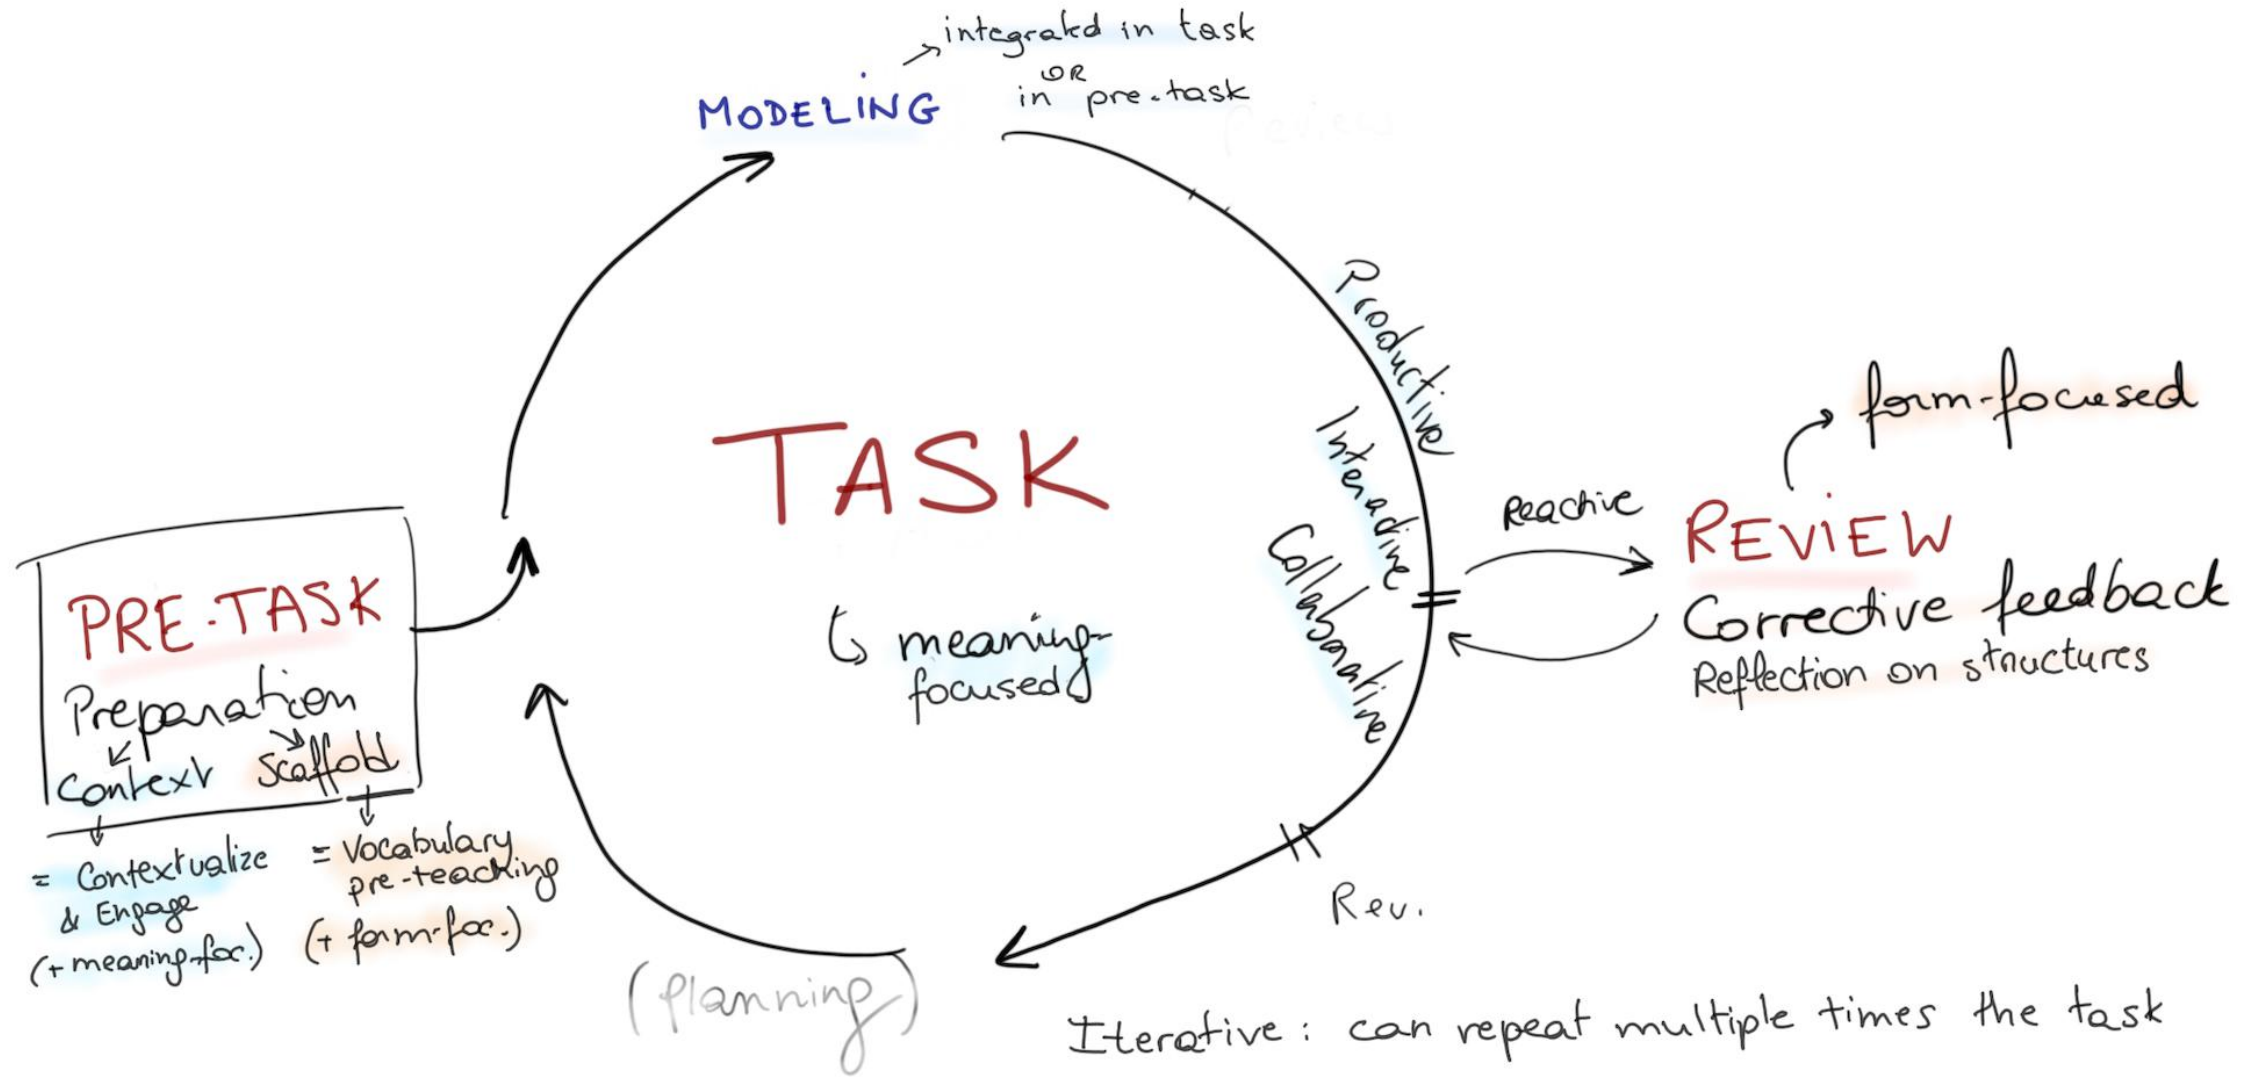 integrated in task
OR
in pre-task
MODELING
Review
Productive
Interactive
Collaborative
TASK
meaning-
focused
form-focused
Reactive
REVIEW
Corrective feedback
Reflection on structures
PRE-TASK
Preparation
Context Scaffold
= Contextualize
& Engage
(+ meaning-foc.)
= Vocabulary
pre-teaching
(+ form-foc.)
Rev.
(Planning)
Iterative: can repeat multiple times the task